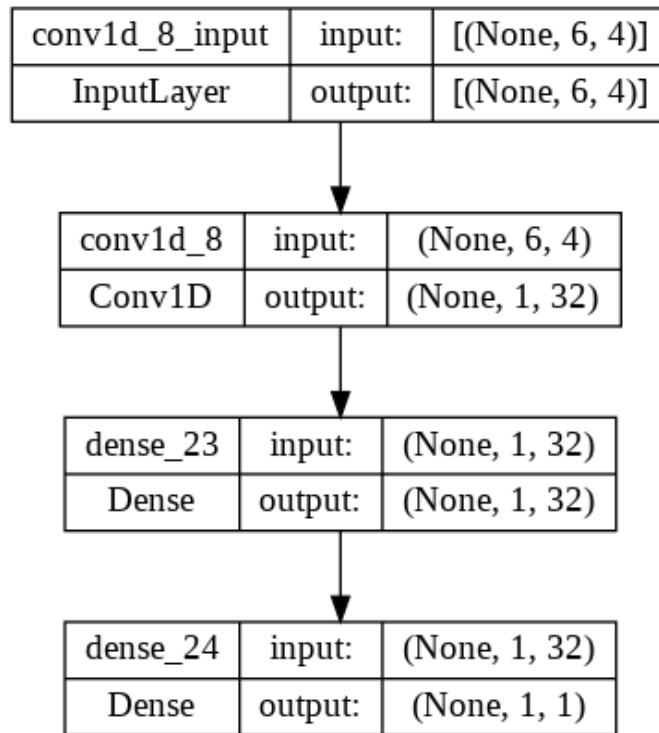 conv1d_8_input input: [(None, 6, 4)]
InputLayer output: [(None, 6, 4)]
conv1d_8 input: (None, 6, 4)
Conv1D output: (None, 1, 32)
dense_23 input: (None, 1, 32)
Dense output: (None, 1, 32)
dense_24 input: (None, 1, 32)
Dense output: (None, 1, 1)